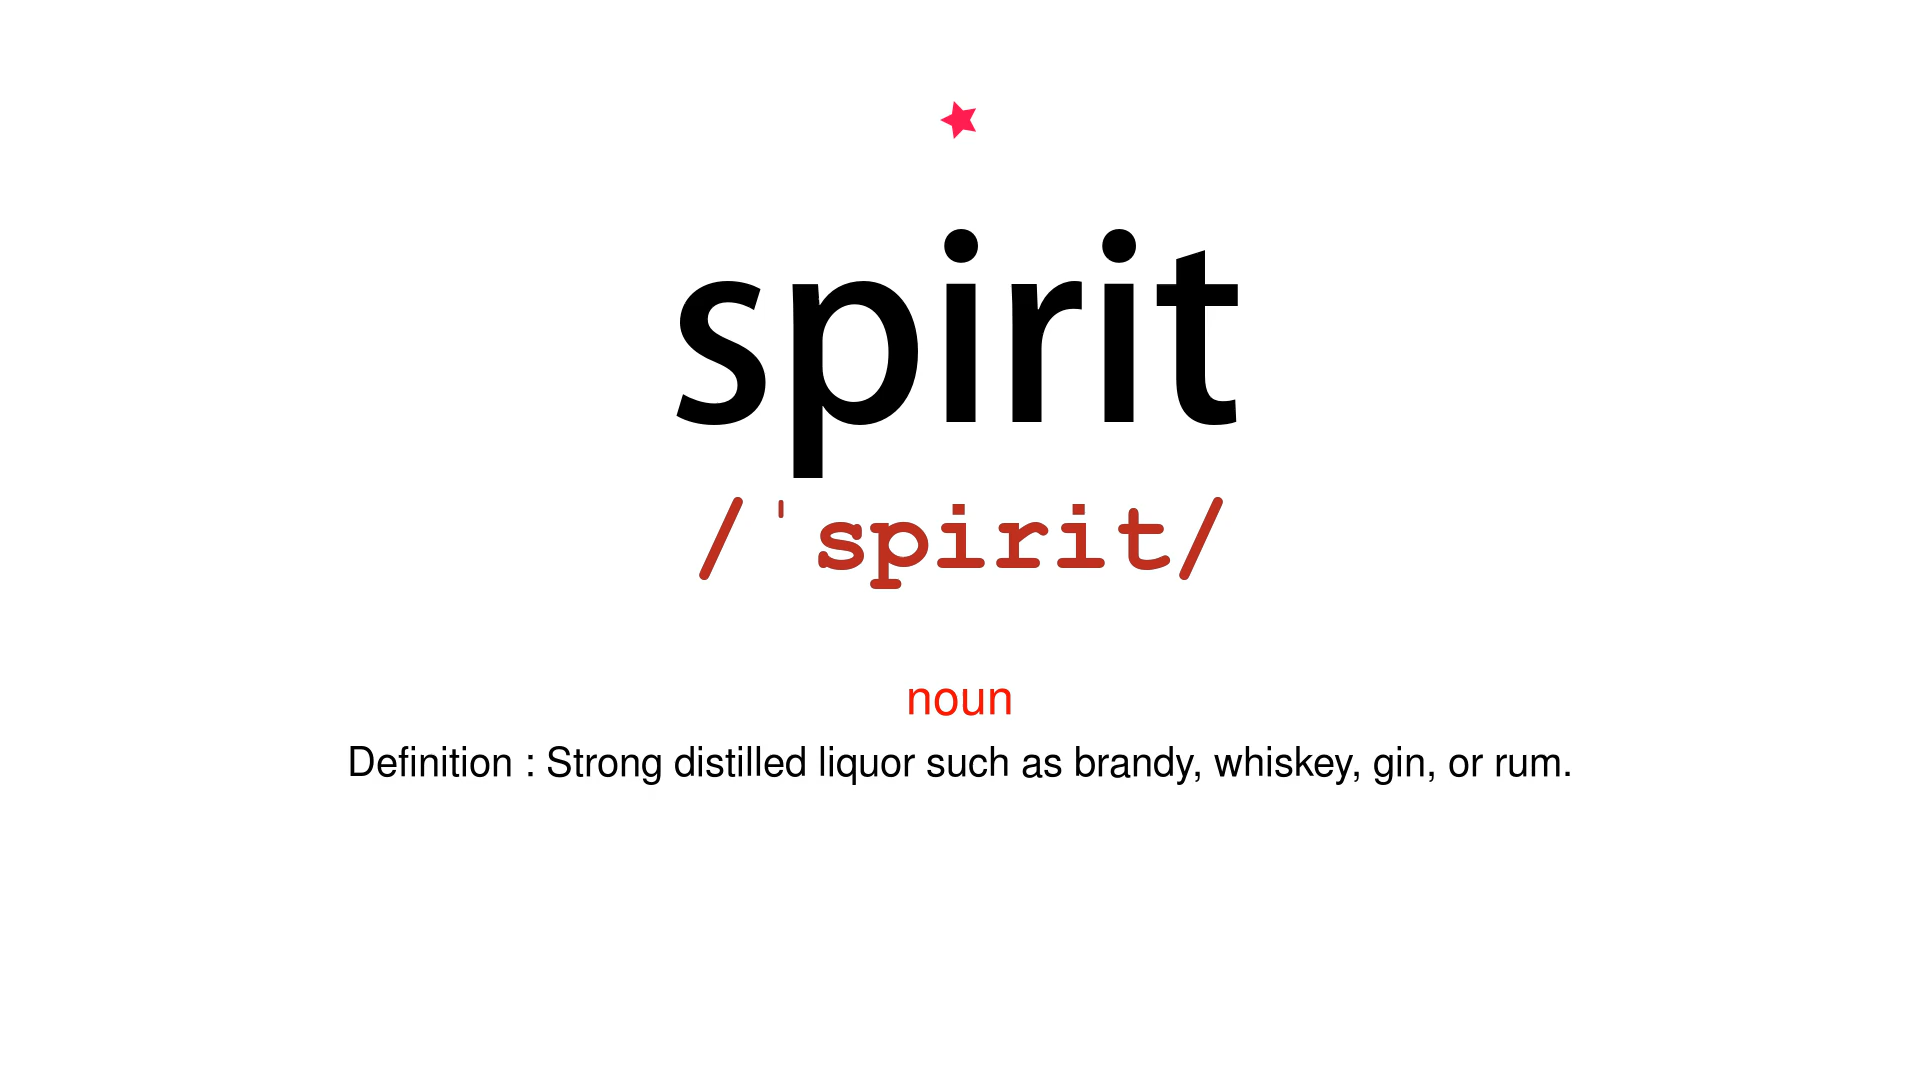 spirit
/ˈspirit/
noun
Definition : Strong distilled liquor such as brandy, whiskey, gin, or rum.